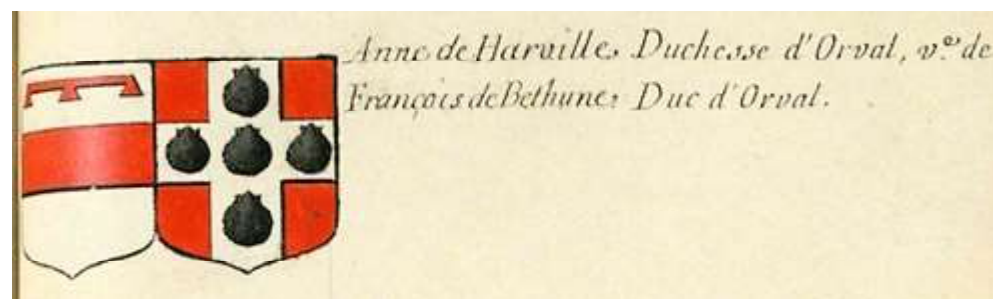 Anne de Harville, Duchesse d'Orval, v.e de
François de Bethune, Duc d'Orval.